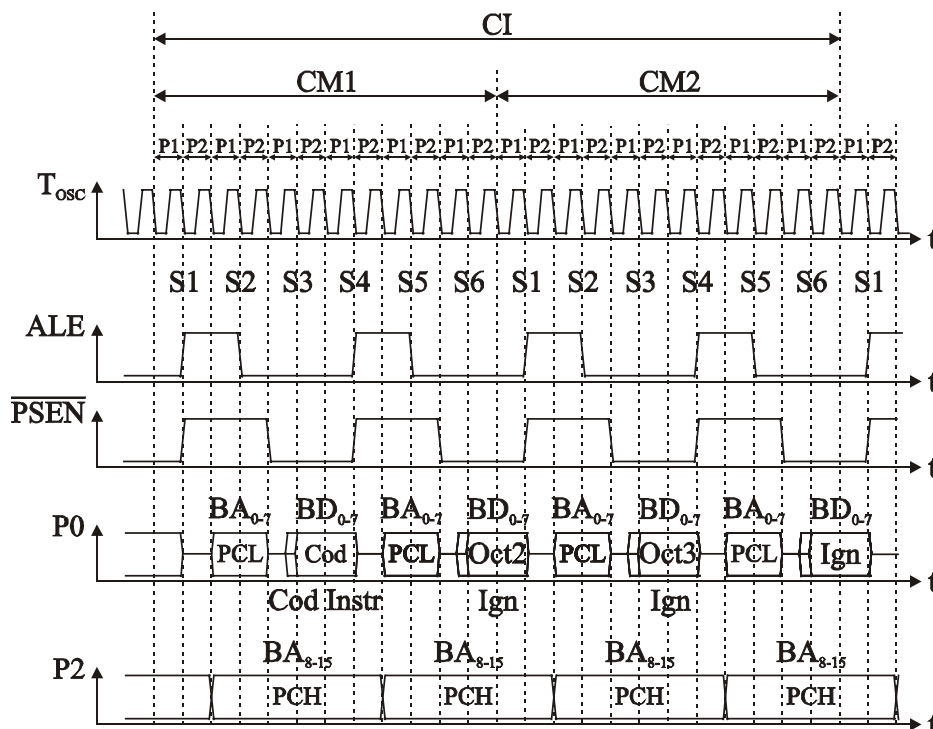 CI
CM1 CM2
P1 P2 P1 P2 P1 P2 P1 P2 P1 P2 P1 P2 P1 P2 P1 P2 P1 P2 P1 P2 P1 P2 P1 P2 P1 P2
Tosc
t
S1 S2 S3 S4 S5 S6 S1 S2 S3 S4 S5 S6 S1
ALE
t
PSEN
t
BA0-7 BD0-7 BA0-7 BD0-7 BA0-7 BD0-7 BA0-7 BD0-7
P0 PCL Cod PCL Oct2 PCL Oct3 PCL Ign
t
Cod Instr Ign Ign
BA8-15 BA8-15 BA8-15 BA8-15
P2 PCH PCH PCH PCH
t